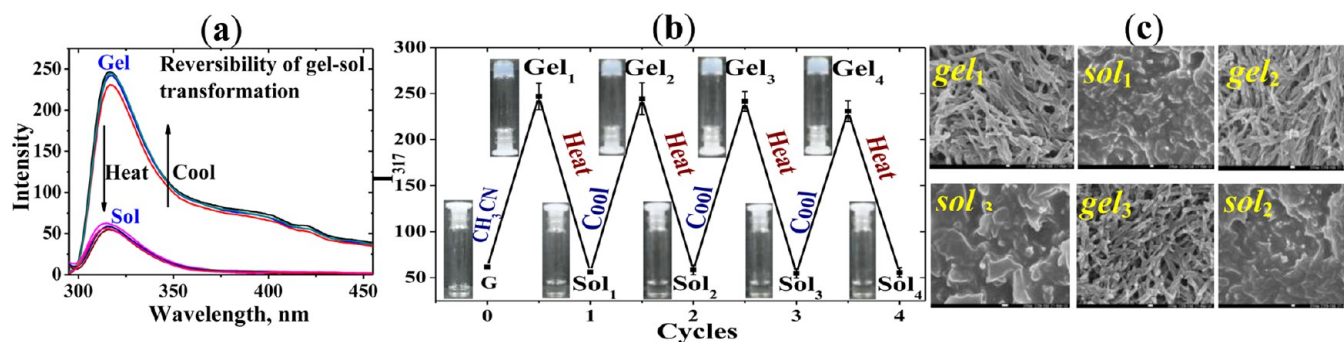 (a)
Gel
Reversibility of gel-sol
transformation
Heat
Cool
Sol
Intensity
250
200
150
100
50
0
300
350
400
450
Wavelength, nm
(b)
I317
300
250
200
150
100
50
Gel1
Gel2
Gel3
Gel4
CH3CN
Heat
Cool
Heat
Cool
Heat
Cool
Heat
G
Sol1
Sol2
Sol3
Sol4
0
1
2
3
4
Cycles
(c)
gel1
sol1
gel2
sol2
gel3
sol2